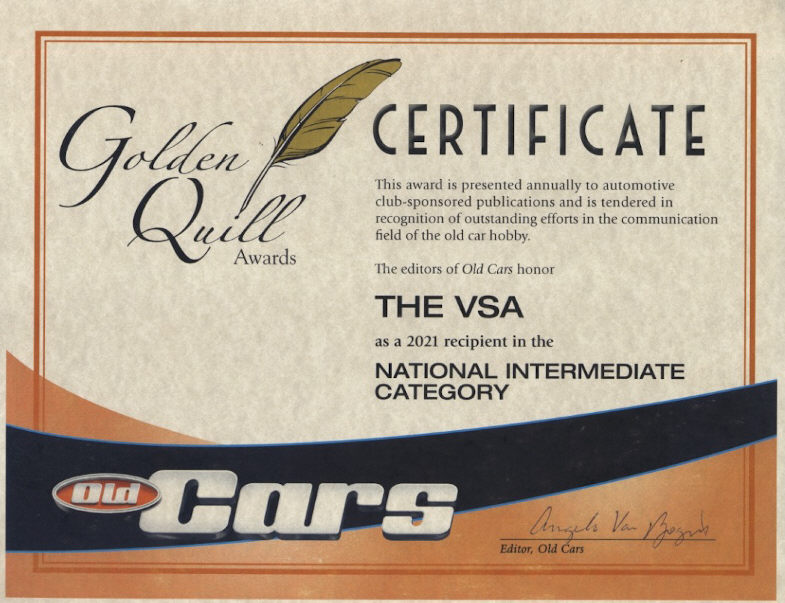 Golden
Quill
Awards
CERTIFICATE
This award is presented annually to automotive
club-sponsored publications and is tendered in
recognition of outstanding efforts in the communication
field of the old car hobby.
The editors of Old Cars honor
THE VSA
as a 2021 recipient in the
NATIONAL INTERMEDIATE
CATEGORY
Old Cars
Editor, Old Cars